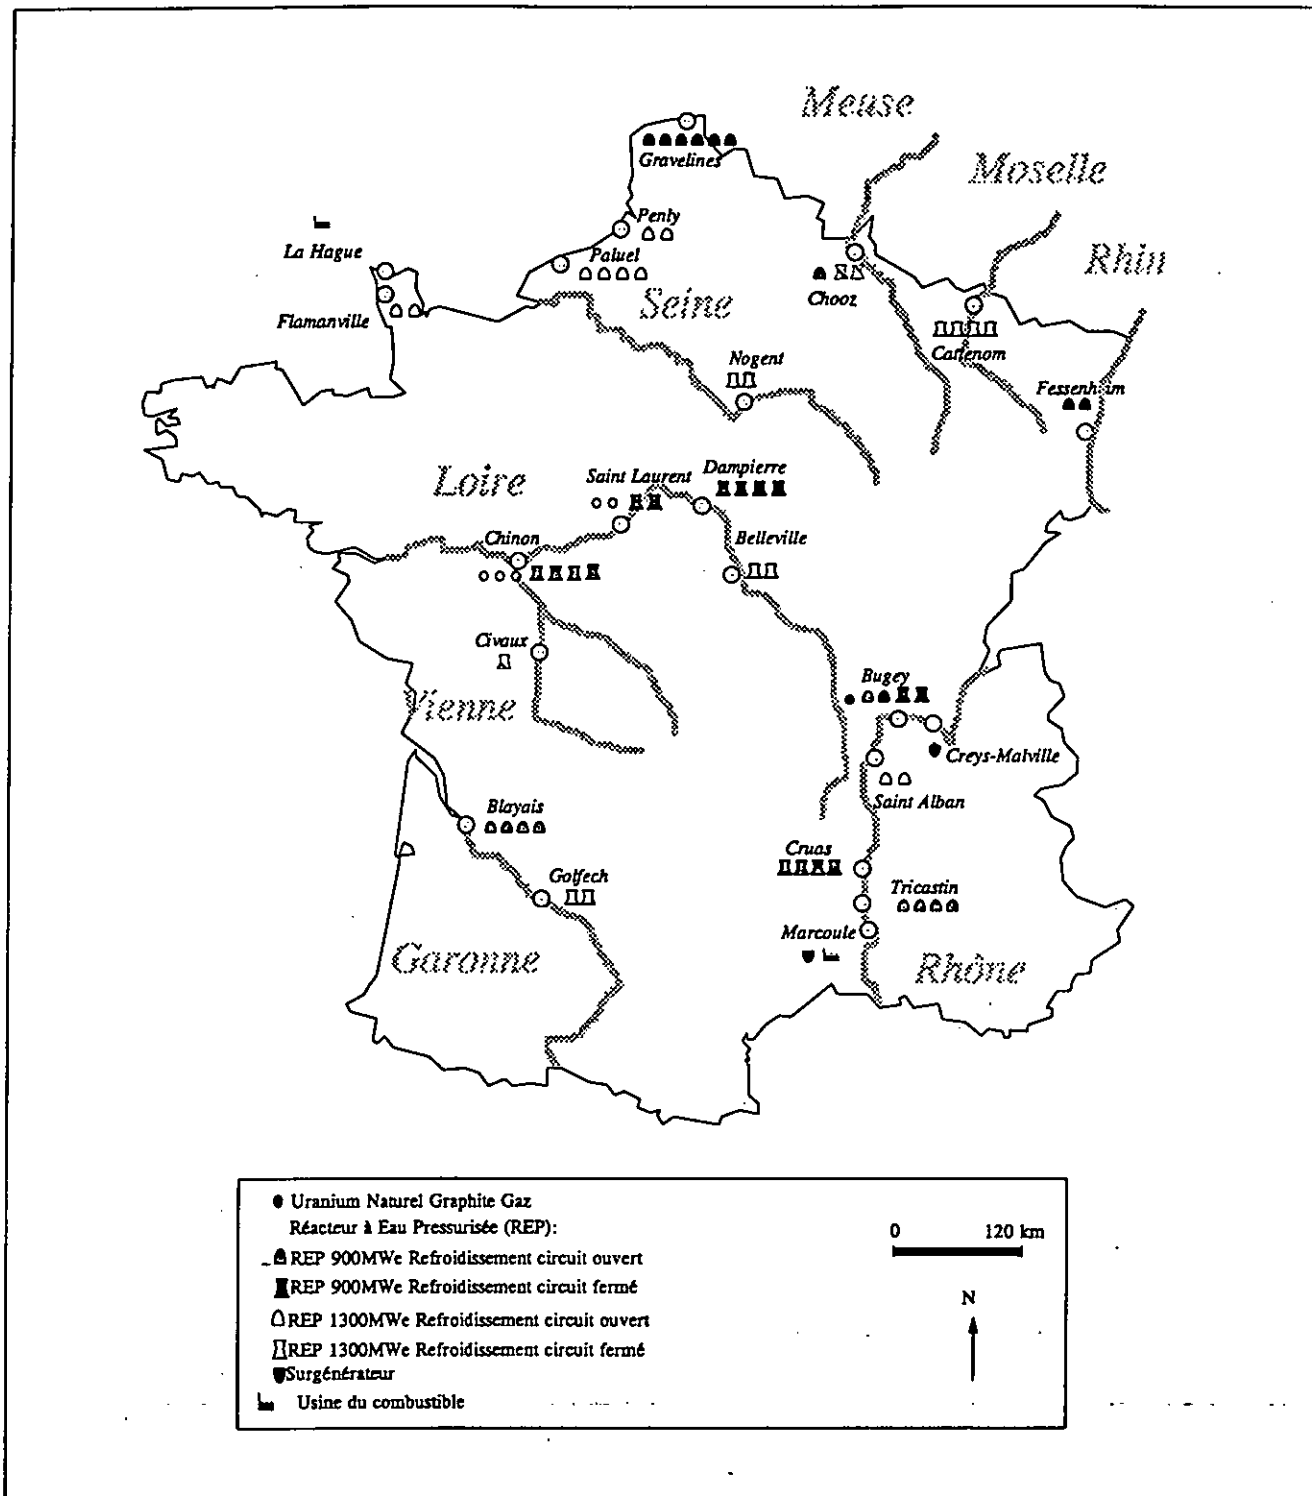 Meuse
Moselle
Gravelines
Penly
La Hague
Paluel
Rhin
Chooz
Seine
Flamanville
Cattenom
Nogent
Fessenheim
Loire
Saint Laurent
Dampierre
Chinon
Belleville
Civaux
Bugey
Vienne
Creys-Malville
Saint Alban
Blayais
Cruas
Golfech
Tricastin
Marcoule
Garonne
Rhône
Uranium Naturel Graphite Gaz
Réacteur à Eau Pressurisée (REP):
REP 900MWe Refroidissement circuit ouvert
REP 900MWe Refroidissement circuit fermé
REP 1300MWe Refroidissement circuit ouvert
REP 1300MWe Refroidissement circuit fermé
Surgénérateur
Usine du combustible
0 120 km
N